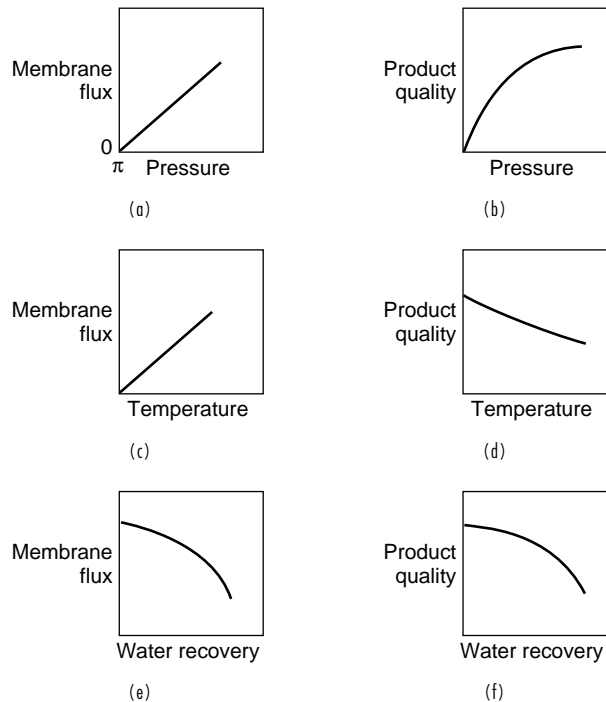 Membrane
flux
0
π Pressure
(a)
Product
quality
Pressure
(b)
Membrane
flux
Temperature
(c)
Product
quality
Temperature
(d)
Membrane
flux
Water recovery
(e)
Product
quality
Water recovery
(f)